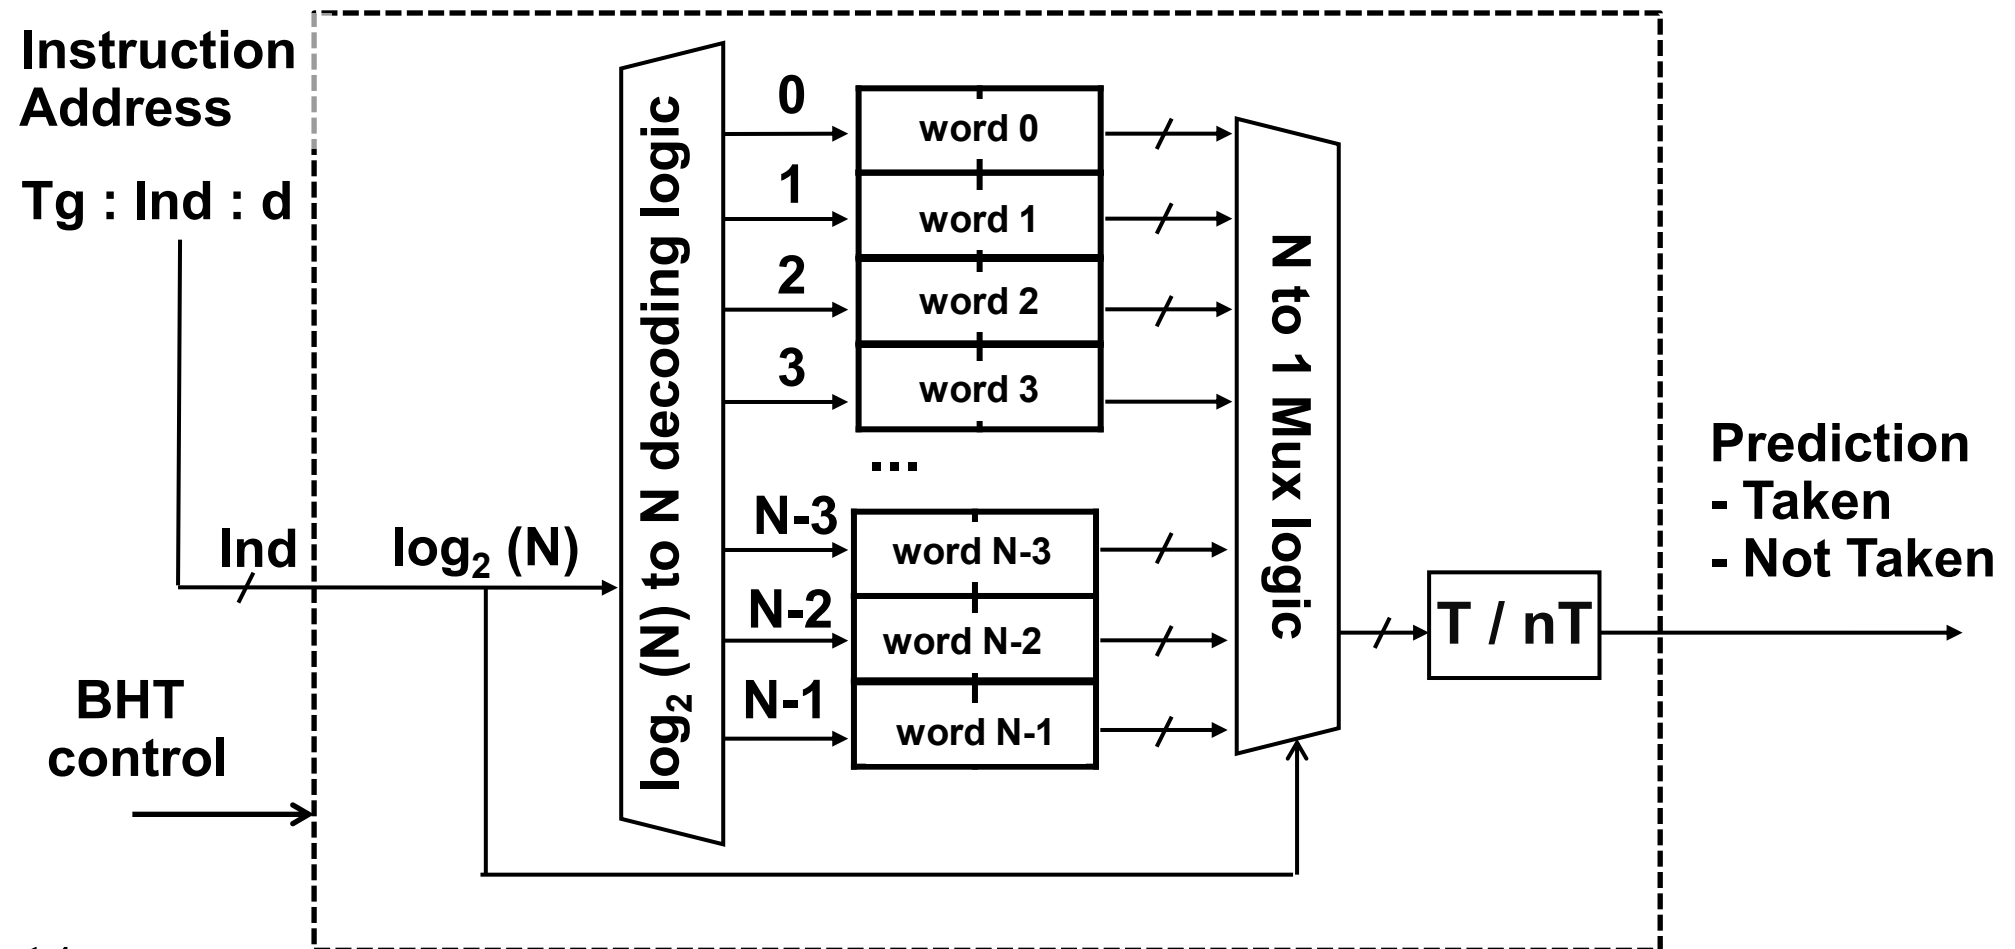 Instruction
Address
Tg : Ind : d
Ind
log₂ (N)
BHT
control
log₂ (N) to N decoding logic
0
1
2
3
N-3
N-2
N-1
word 0
word 1
word 2
word 3
...
word N-3
word N-2
word N-1
N to 1 Mux logic
T / nT
Prediction
- Taken
- Not Taken